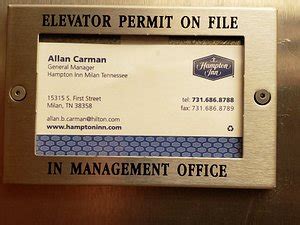 ELEVATOR PERMIT ON FILE
Allan Carman
General Manager
Hampton Inn Milan Tennessee
Hampton
Inn
15315 S. First Street
Milan, TN 38358
tel: 731.686.8788
fax: 731.686.8789
allan.b.carman@hilton.com
www.hamptoninn.com
IN MANAGEMENT OFFICE